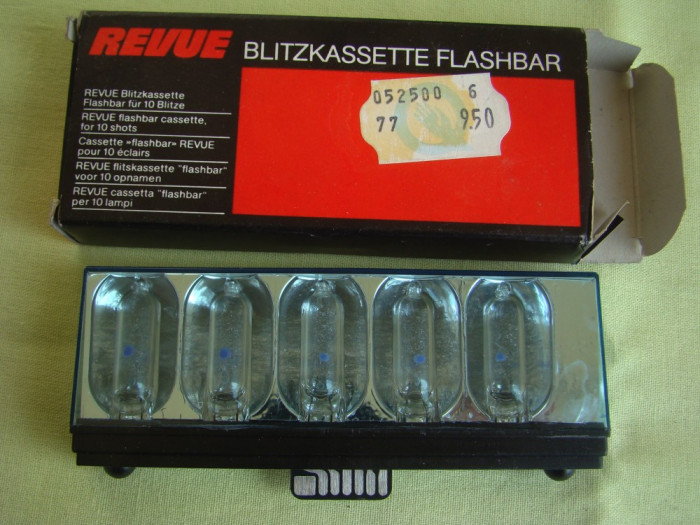 REVUE BLITZKASSETTE FLASHBAR
REVUE Blitzkassette
Flashbar für 10 Blitze
REVUE flashbar cassette,
for 10 shots
Cassette »flashbar» REVUE
pour 10 éclairs
REVUE flitskassette "flashbar"
voor 10 opnamen
REVUE cassetta "flashbar"
per 10 lampi
052500 6
77 9.50